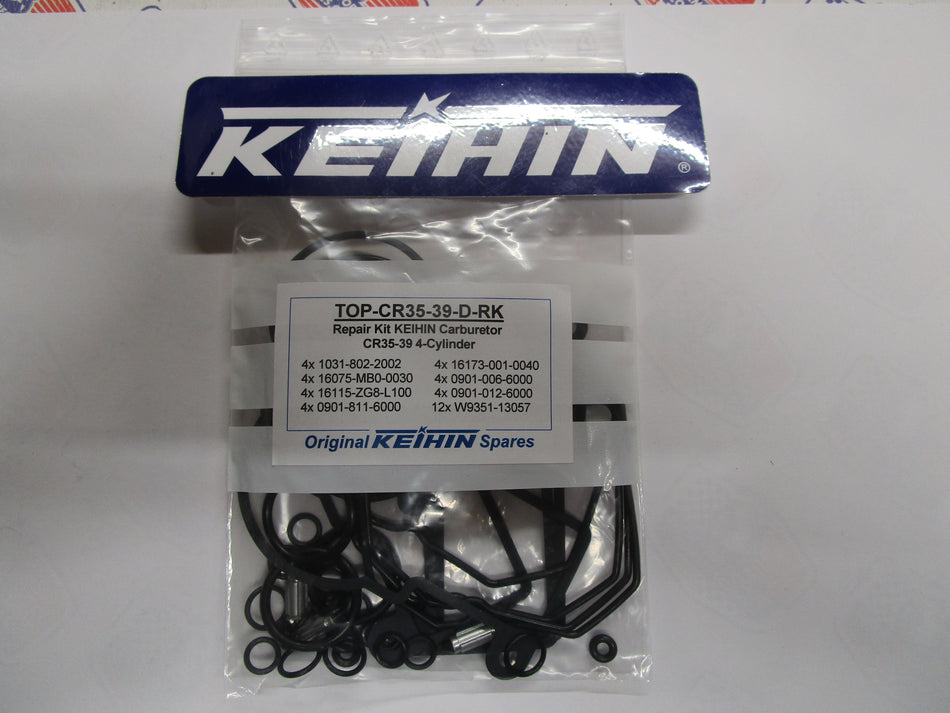 KEIHIN®
TOP-CR35-39-D-RK
Repair Kit KEIHIN Carburetor
CR35-39 4-Cylinder
4x 1031-802-2002 4x 16173-001-0040
4x 16075-MB0-0030 4x 0901-006-6000
4x 16115-ZG8-L100 4x 0901-012-6000
4x 0901-811-6000 12x W9351-13057
Original KEIHIN Spares